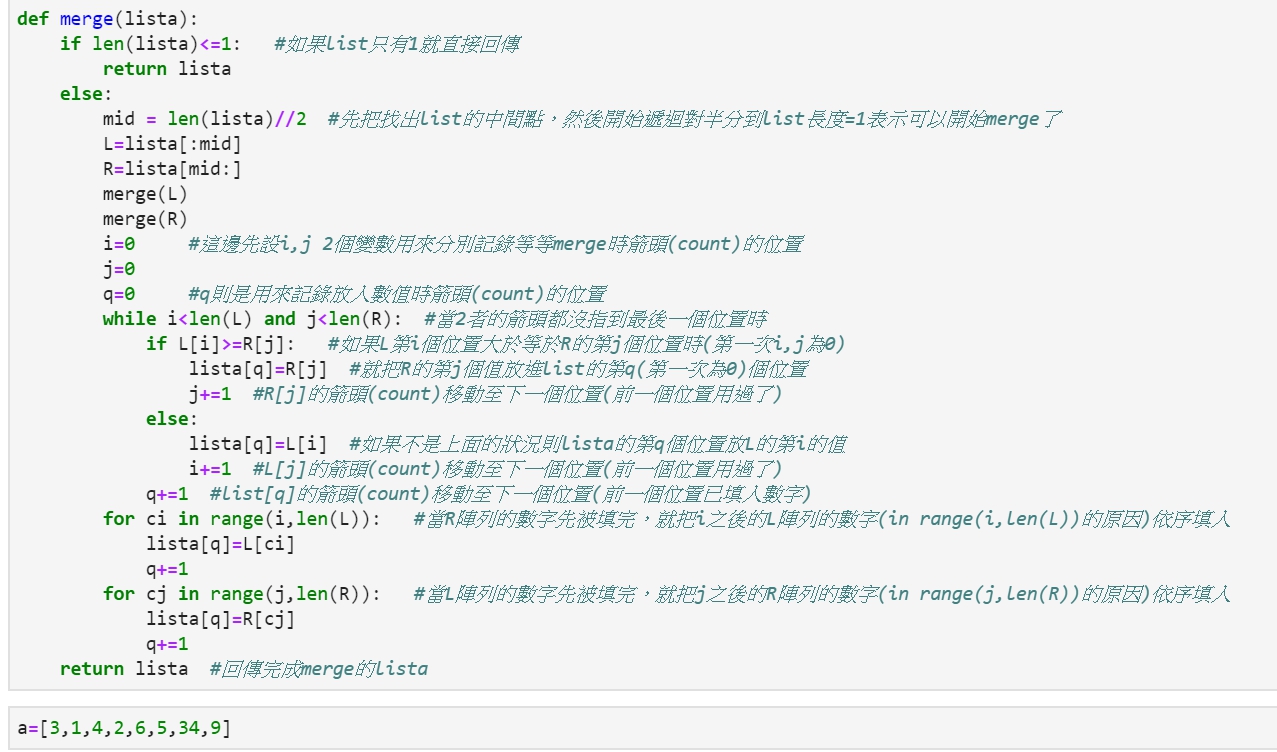 def merge(lista):
    if len(lista)<=1:   #如果list只有1就直接回傳
        return lista
    else:
        mid = len(lista)//2  #先把找出list的中間點，然後開始遞迴對半分到list長度=1表示可以開始merge了
        L=lista[:mid]
        R=lista[mid:]
        merge(L)
        merge(R)
        i=0     #這邊先設i,j 2個變數用來分別記錄等等merge時箭頭(count)的位置
        j=0
        q=0     #q則是用來記錄放入數值時箭頭(count)的位置
        while i<len(L) and j<len(R):  #當2者的箭頭都沒指到最後一個位置時
            if L[i]>=R[j]:   #如果L第i個位置大於等於R的第j個位置時(第一次i,j為0)
                lista[q]=R[j]  #就把R的第j個值放進list的第q(第一次為0)個位置
                j+=1  #R[j]的箭頭(count)移動至下一個位置(前一個位置用過了)
            else:
                lista[q]=L[i]  #如果不是上面的狀況則lista的第q個位置放L的第i的值
                i+=1  #L[j]的箭頭(count)移動至下一個位置(前一個位置用過了)
            q+=1  #list[q]的箭頭(count)移動至下一個位置(前一個位置已填入數字)
        for ci in range(i,len(L)):   #當R陣列的數字先被填完，就把i之後的L陣列的數字(in range(i,len(L))的原因)依序填入
            lista[q]=L[ci]
            q+=1
        for cj in range(j,len(R)):   #當L陣列的數字先被填完，就把j之後的R陣列的數字(in range(j,len(R))的原因)依序填入
            lista[q]=R[cj]
            q+=1
    return lista  #回傳完成merge的lista
a=[3,1,4,2,6,5,34,9]